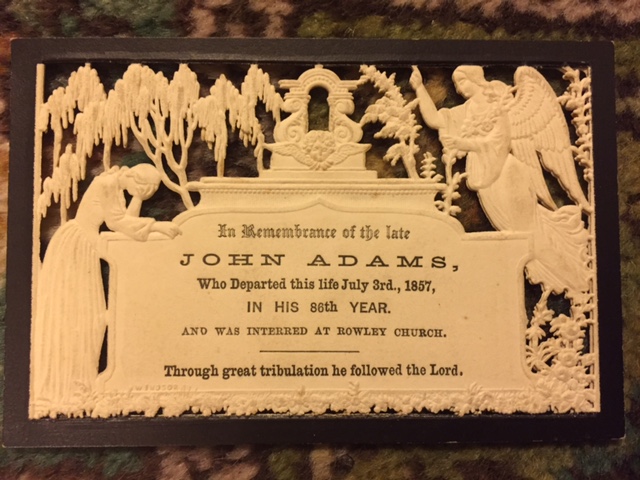 In Remembrance of the late
JOHN ADAMS,
Who Departed this life July 3rd., 1857,
IN HIS 86th YEAR.
AND WAS INTERRED AT ROWLEY CHURCH.
Through great tribulation he followed the Lord.